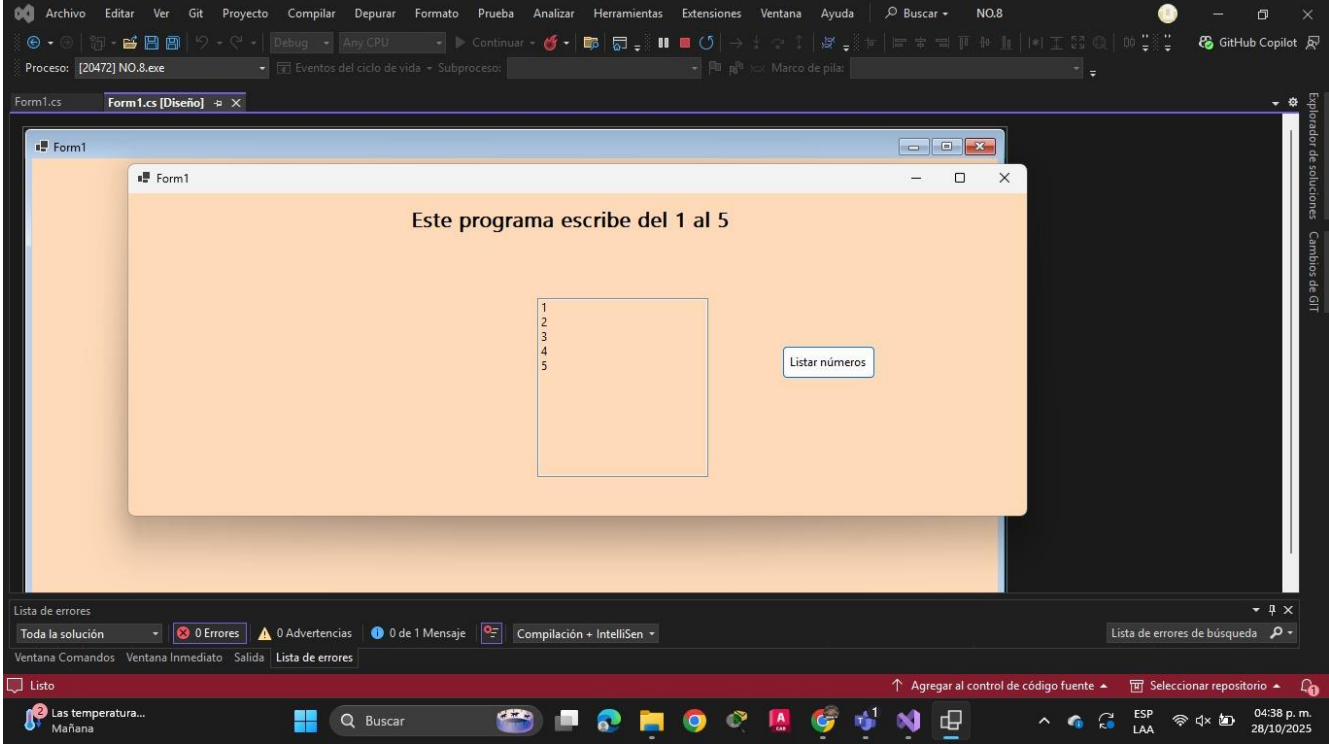 Archivo Editar Ver Git Proyecto Compilar Depurar Formato Prueba Analizar Herramientas Extensiones Ventana Ayuda Buscar NO.8
Debug Any CPU Continuar GitHub Copilot
Proceso: [20472] NO.8.exe Eventos del ciclo de vida Subproceso: Marco de pila:
Form1.cs Form1.cs [Diseño]
Explorador de soluciones Cambios de GIT
Form1
Form1
Este programa escribe del 1 al 5
1
2
3
4
5
Listar números
Lista de errores
Toda la solución 0 Errores 0 Advertencias 0 de 1 Mensaje Compilación + IntelliSen Lista de errores de búsqueda
Ventana Comandos Ventana Inmediato Salida Lista de errores
Listo Agregar al control de código fuente Seleccionar repositorio
2 Las temperatura... Buscar 1 ESP 04:38 p. m.
Mañana LAA 28/10/2025